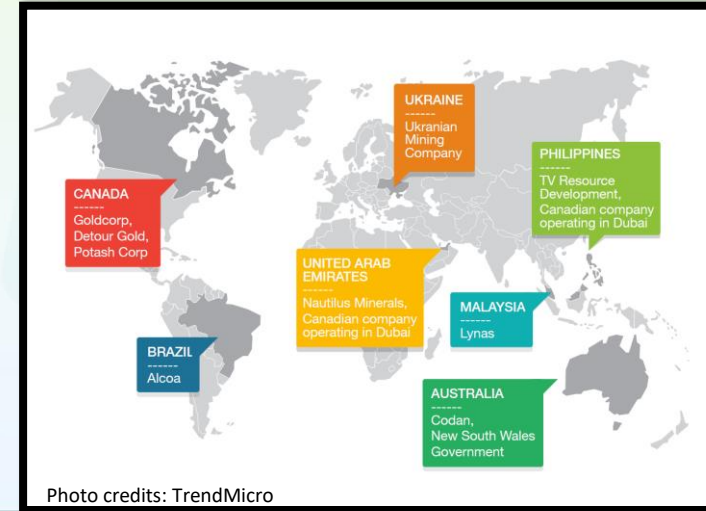 UKRAINE
------
Ukranian
Mining
Company
PHILIPPINES
------
TV Resource
Development,
Canadian company
operating in Dubai
CANADA
------
Goldcorp,
Detour Gold,
Potash Corp
UNITED ARAB
EMIRATES
------
Nautilus Minerals,
Canadian company
operating in Dubai
MALAYSIA
------
Lynas
BRAZIL
------
Alcoa
AUSTRALIA
------
Codan,
New South Wales
Government
Photo credits: TrendMicro